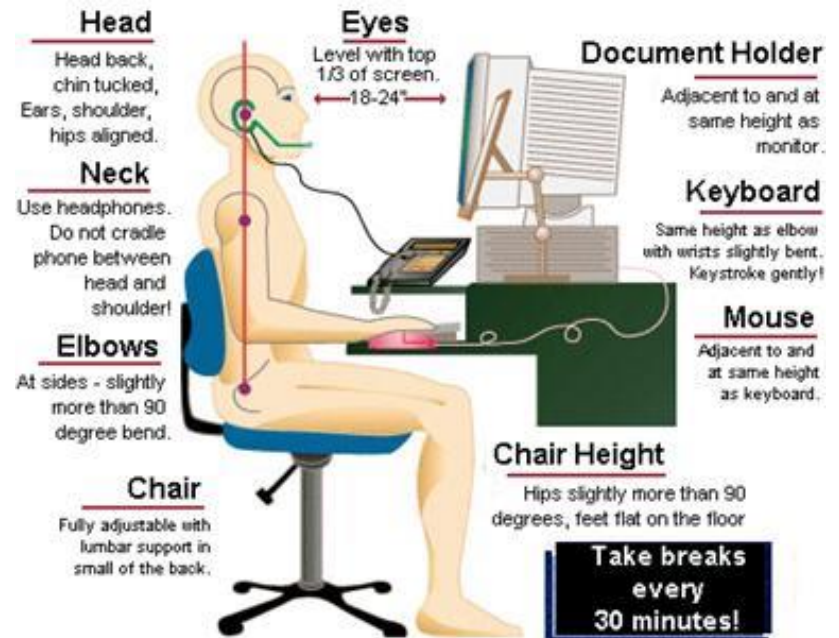 Head
Head back,
chin tucked,
Ears, shoulder,
hips aligned.
Neck
Use headphones.
Do not cradle
phone between
head and
shoulder!
Elbows
At sides - slightly
more than 90
degree bend.
Chair
Fully adjustable with
lumbar support in
small of the back.
Eyes
Level with top
1/3 of screen.
18-24"
Document Holder
Adjacent to and at
same height as
monitor.
Keyboard
Same height as elbow
with wrists slightly bent.
Keystroke gently!
Mouse
Adjacent to and
at same height
as keyboard.
Chair Height
Hips slightly more than 90
degrees, feet flat on the floor
Take breaks
every
30 minutes!